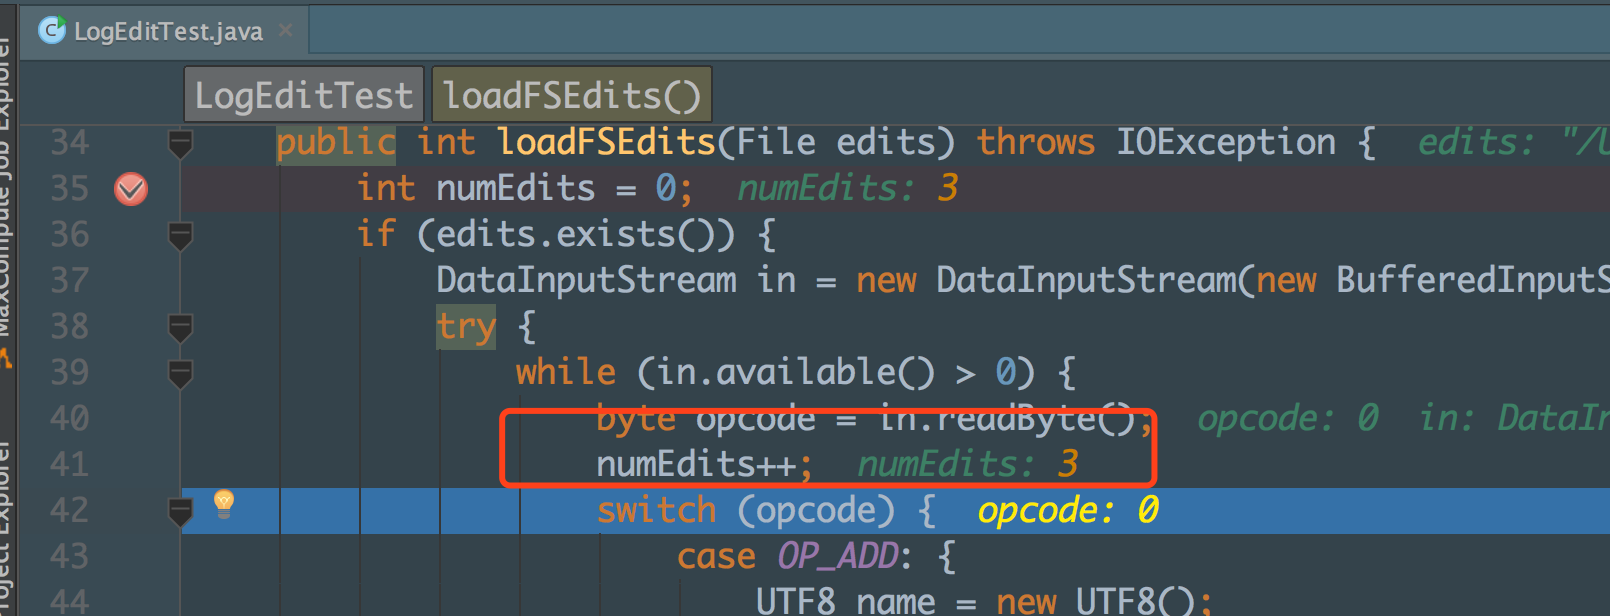 LogEditTest.java
LogEditTest loadFSEdits()
34 public int loadFSEdits(File edits) throws IOException { edits: "/U
35 int numEdits = 0; numEdits: 3
36 if (edits.exists()) {
37 DataInputStream in = new DataInputStream(new BufferedInputS
38 try {
39 while (in.available() > 0) {
40 byte opcode = in.readByte(); opcode: 0 in: DataIn
41 numEdits++; numEdits: 3
42 switch (opcode) { opcode: 0
43 case OP_ADD: {
44 UTF8 name = new UTF8();
MaxCompute Job Explorer
Project Explorer